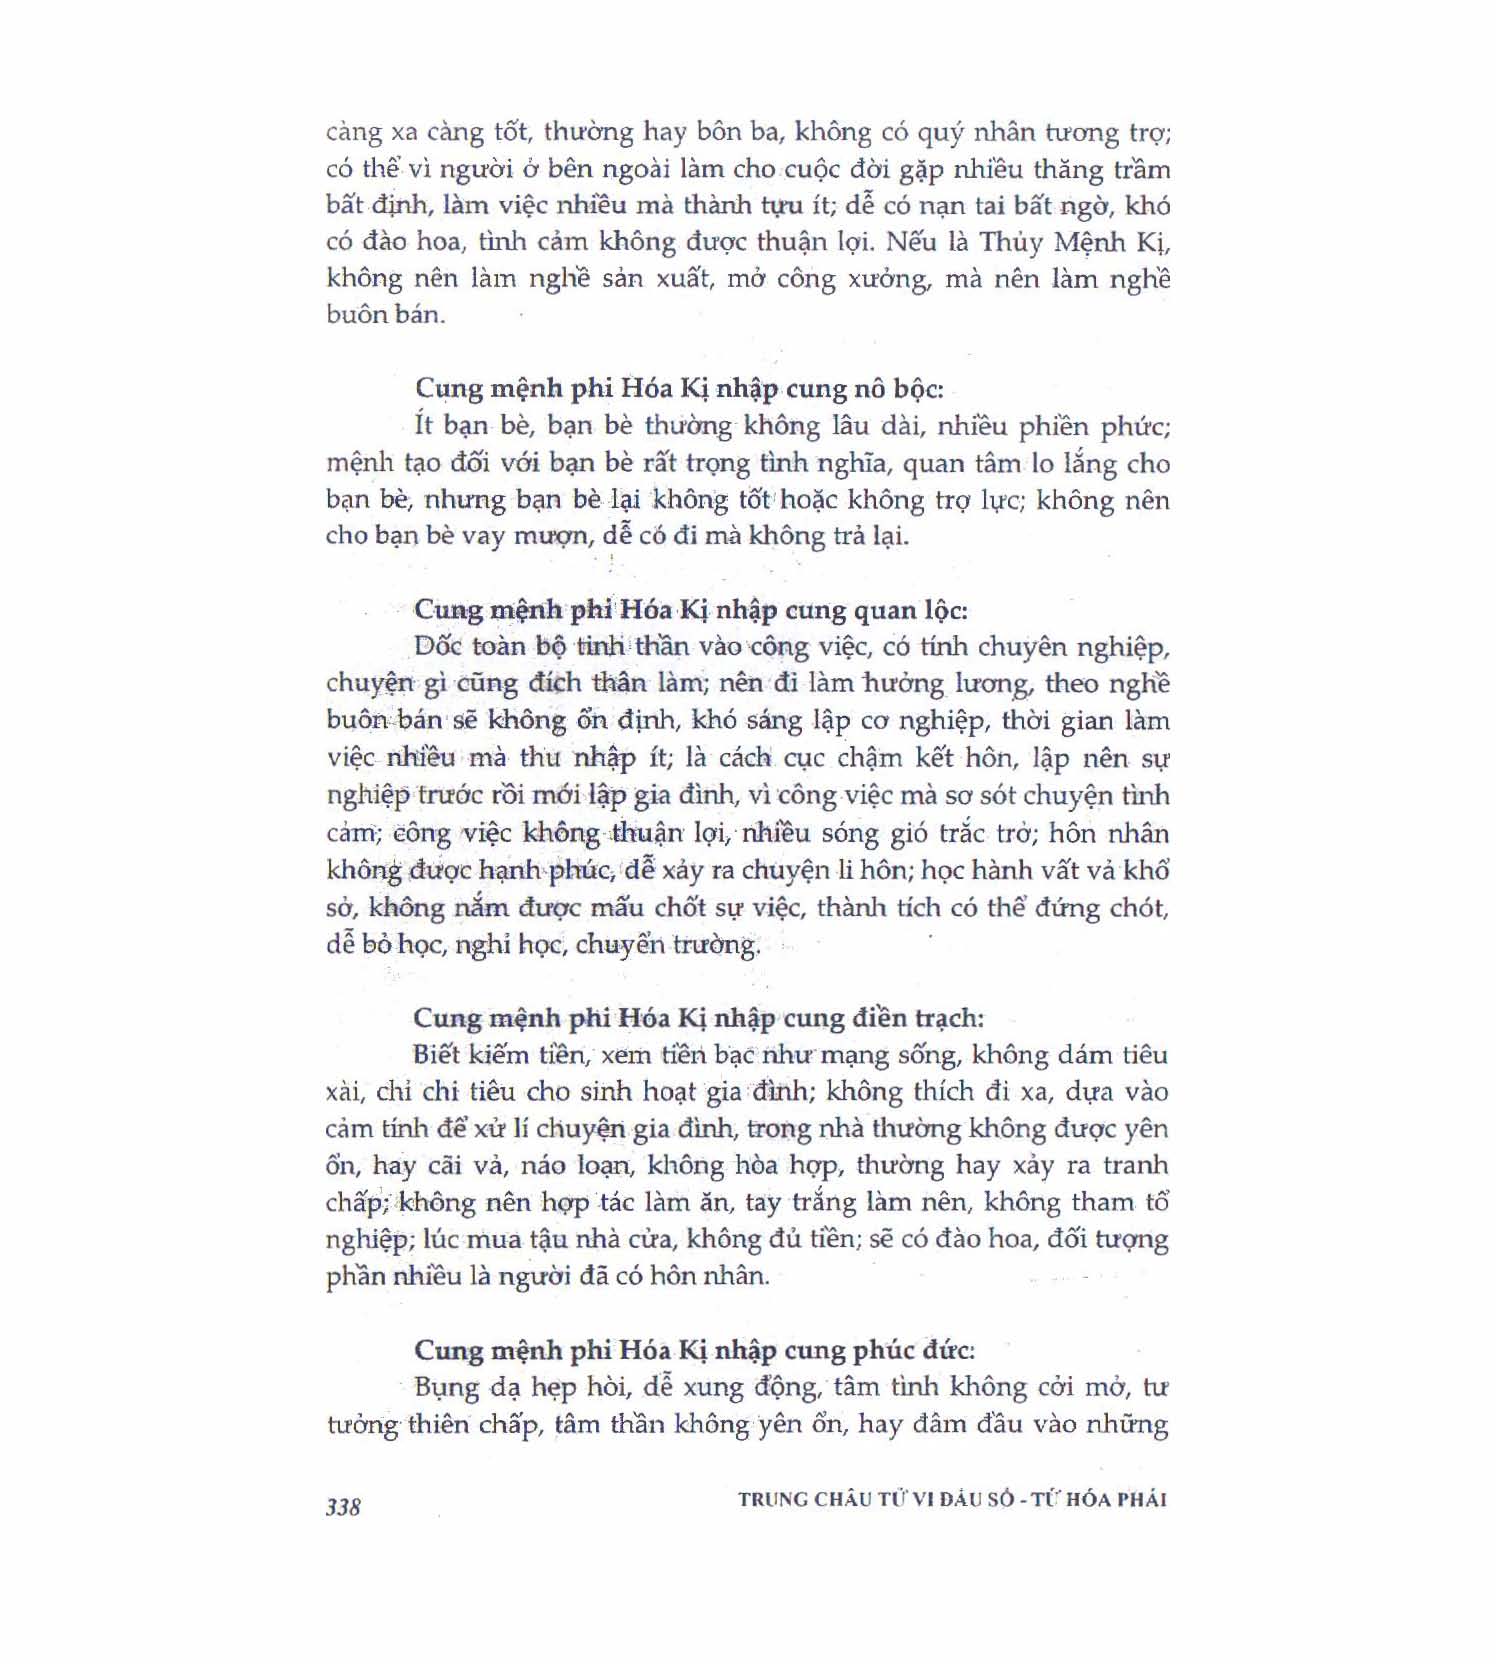 càng xa càng tốt, thường hay bôn ba, không có quý nhân tương trợ;
có thể vì người ở bên ngoài làm cho cuộc đời gặp nhiều thăng trầm
bất định, làm việc nhiều mà thành tựu ít; dễ có nạn tai bất ngờ, khó
có đào hoa, tình cảm không được thuận lợi. Nếu là Thủy Mệnh Kị,
không nên làm nghề sản xuất, mở công xưởng, mà nên làm nghề
buôn bán.
Cung mệnh phi Hóa Kị nhập cung nô bộc:
Ít bạn bè, bạn bè thường không lâu dài, nhiều phiền phức;
mệnh tạo đối với bạn bè rất trọng tình nghĩa, quan tâm lo lắng cho
bạn bè, nhưng bạn bè lại không tốt hoặc không trợ lực; không nên
cho bạn bè vay mượn, dễ có đi mà không trả lại.
Cung mệnh phi Hóa Kị nhập cung quan lộc:
Dốc toàn bộ tinh thần vào công việc, có tính chuyên nghiệp,
chuyện gì cũng đích thân làm; nên đi làm hưởng lương, theo nghề
buôn bán sẽ không ổn định, khó sáng lập cơ nghiệp, thời gian làm
việc nhiều mà thu nhập ít; là cách cục chậm kết hôn, lập nên sự
nghiệp trước rồi mới lập gia đình, vì công việc mà sơ sót chuyện tình
cảm; công việc không thuận lợi, nhiều sóng gió trắc trở; hôn nhân
không được hạnh phúc, dễ xảy ra chuyện li hôn; học hành vất vả khổ
sở, không nắm được mấu chốt sự việc, thành tích có thể đứng chót,
dễ bỏ học, nghỉ học, chuyển trường.
Cung mệnh phi Hóa Kị nhập cung điền trạch:
Biết kiếm tiền, xem tiền bạc như mạng sống, không dám tiêu
xài, chỉ chi tiêu cho sinh hoạt gia đình; không thích đi xa, dựa vào
cảm tính để xử lí chuyện gia đình, trong nhà thường không được yên
ổn, hay cãi vả, náo loạn, không hòa hợp, thường hay xảy ra tranh
chấp; không nên hợp tác làm ăn, tay trắng làm nên, không tham tổ
nghiệp; lúc mua tậu nhà cửa, không đủ tiền; sẽ có đào hoa, đối tượng
phần nhiều là người đã có hôn nhân.
Cung mệnh phi Hóa Kị nhập cung phúc đức:
Bụng dạ hẹp hòi, dễ xung động, tâm tình không cởi mở, tư
tưởng thiên chấp, tâm thần không yên ổn, hay đâm đầu vào những
338
TRUNG CHÂU TỬ VI ĐẨU SỐ - TỨ HÓA PHÁI